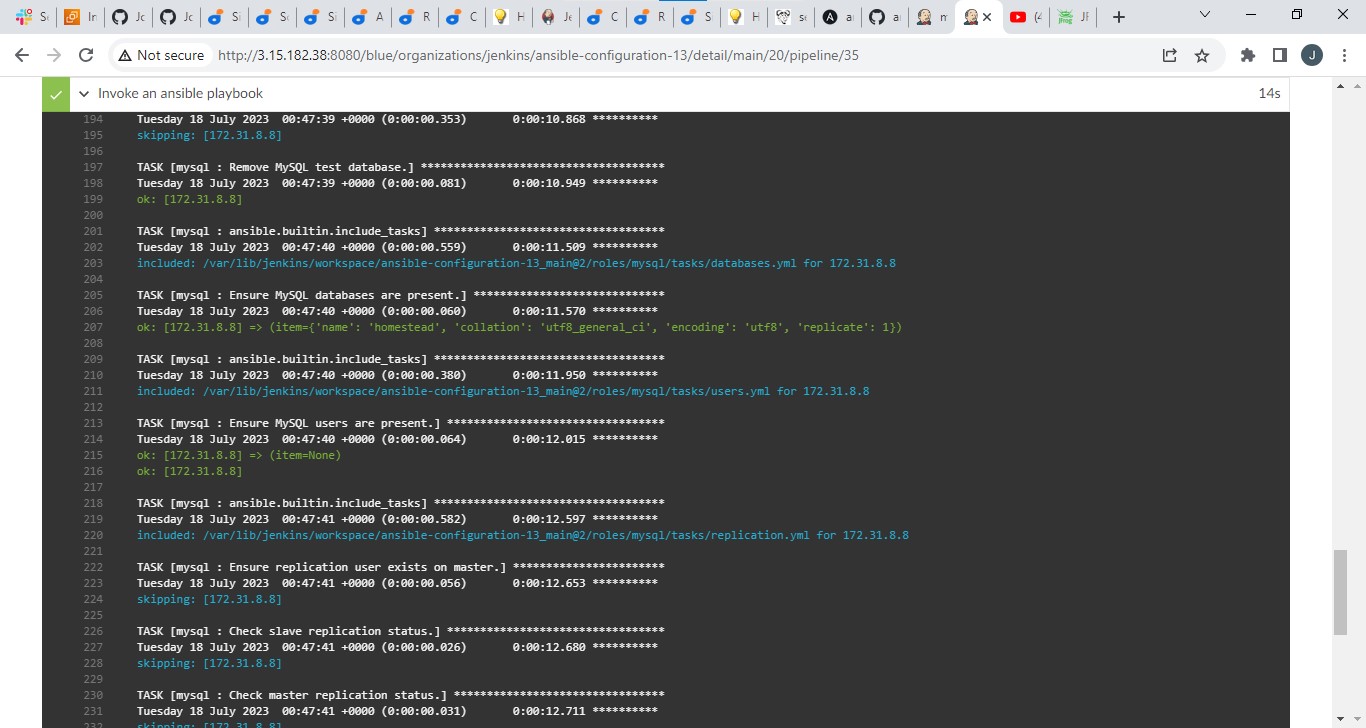 Not secure http://3.15.182.38:8080/blue/organizations/jenkins/ansible-configuration-13/detail/main/20/pipeline/35 J
Invoke an ansible playbook 14s
194 Tuesday 18 July 2023 00:47:39 +0000 (0:00:00.353) 0:00:10.868 **********
195 skipping: [172.31.8.8]
196
197 TASK [mysql : Remove MySQL test database.] *************************************
198 Tuesday 18 July 2023 00:47:39 +0000 (0:00:00.081) 0:00:10.949 **********
199 ok: [172.31.8.8]
200
201 TASK [mysql : ansible.builtin.include_tasks] ***********************************
202 Tuesday 18 July 2023 00:47:40 +0000 (0:00:00.559) 0:00:11.509 **********
203 included: /var/lib/jenkins/workspace/ansible-configuration-13_main@2/roles/mysql/tasks/databases.yml for 172.31.8.8
204
205 TASK [mysql : Ensure MySQL databases are present.] *****************************
206 Tuesday 18 July 2023 00:47:40 +0000 (0:00:00.060) 0:00:11.570 **********
207 ok: [172.31.8.8] => (item={'name': 'homestead', 'collation': 'utf8_general_ci', 'encoding': 'utf8', 'replicate': 1})
208
209 TASK [mysql : ansible.builtin.include_tasks] ***********************************
210 Tuesday 18 July 2023 00:47:40 +0000 (0:00:00.380) 0:00:11.950 **********
211 included: /var/lib/jenkins/workspace/ansible-configuration-13_main@2/roles/mysql/tasks/users.yml for 172.31.8.8
212
213 TASK [mysql : Ensure MySQL users are present.] *********************************
214 Tuesday 18 July 2023 00:47:40 +0000 (0:00:00.064) 0:00:12.015 **********
215 ok: [172.31.8.8] => (item=None)
216 ok: [172.31.8.8]
217
218 TASK [mysql : ansible.builtin.include_tasks] ***********************************
219 Tuesday 18 July 2023 00:47:41 +0000 (0:00:00.582) 0:00:12.597 **********
220 included: /var/lib/jenkins/workspace/ansible-configuration-13_main@2/roles/mysql/tasks/replication.yml for 172.31.8.8
221
222 TASK [mysql : Ensure replication user exists on master.] ***********************
223 Tuesday 18 July 2023 00:47:41 +0000 (0:00:00.056) 0:00:12.653 **********
224 skipping: [172.31.8.8]
225
226 TASK [mysql : Check slave replication status.] *********************************
227 Tuesday 18 July 2023 00:47:41 +0000 (0:00:00.026) 0:00:12.680 **********
228 skipping: [172.31.8.8]
229
230 TASK [mysql : Check master replication status.] ********************************
231 Tuesday 18 July 2023 00:47:41 +0000 (0:00:00.031) 0:00:12.711 **********
232 skipping: [172.31.8.8]